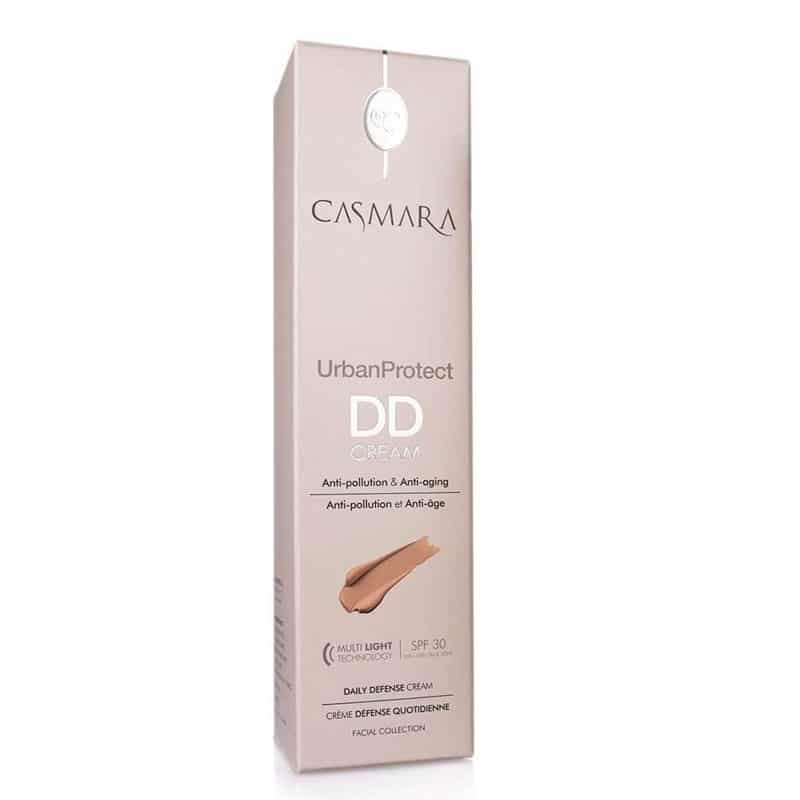 CASMARA
UrbanProtect
DD
CREAM
Anti-pollution & Anti-aging
Anti-pollution et Anti-âge
MULTI LIGHT
TECHNOLOGY
SPF 30
DAILY DEFENSE CREAM
CRÈME DÉFENSE QUOTIDIENNE
FACIAL COLLECTION